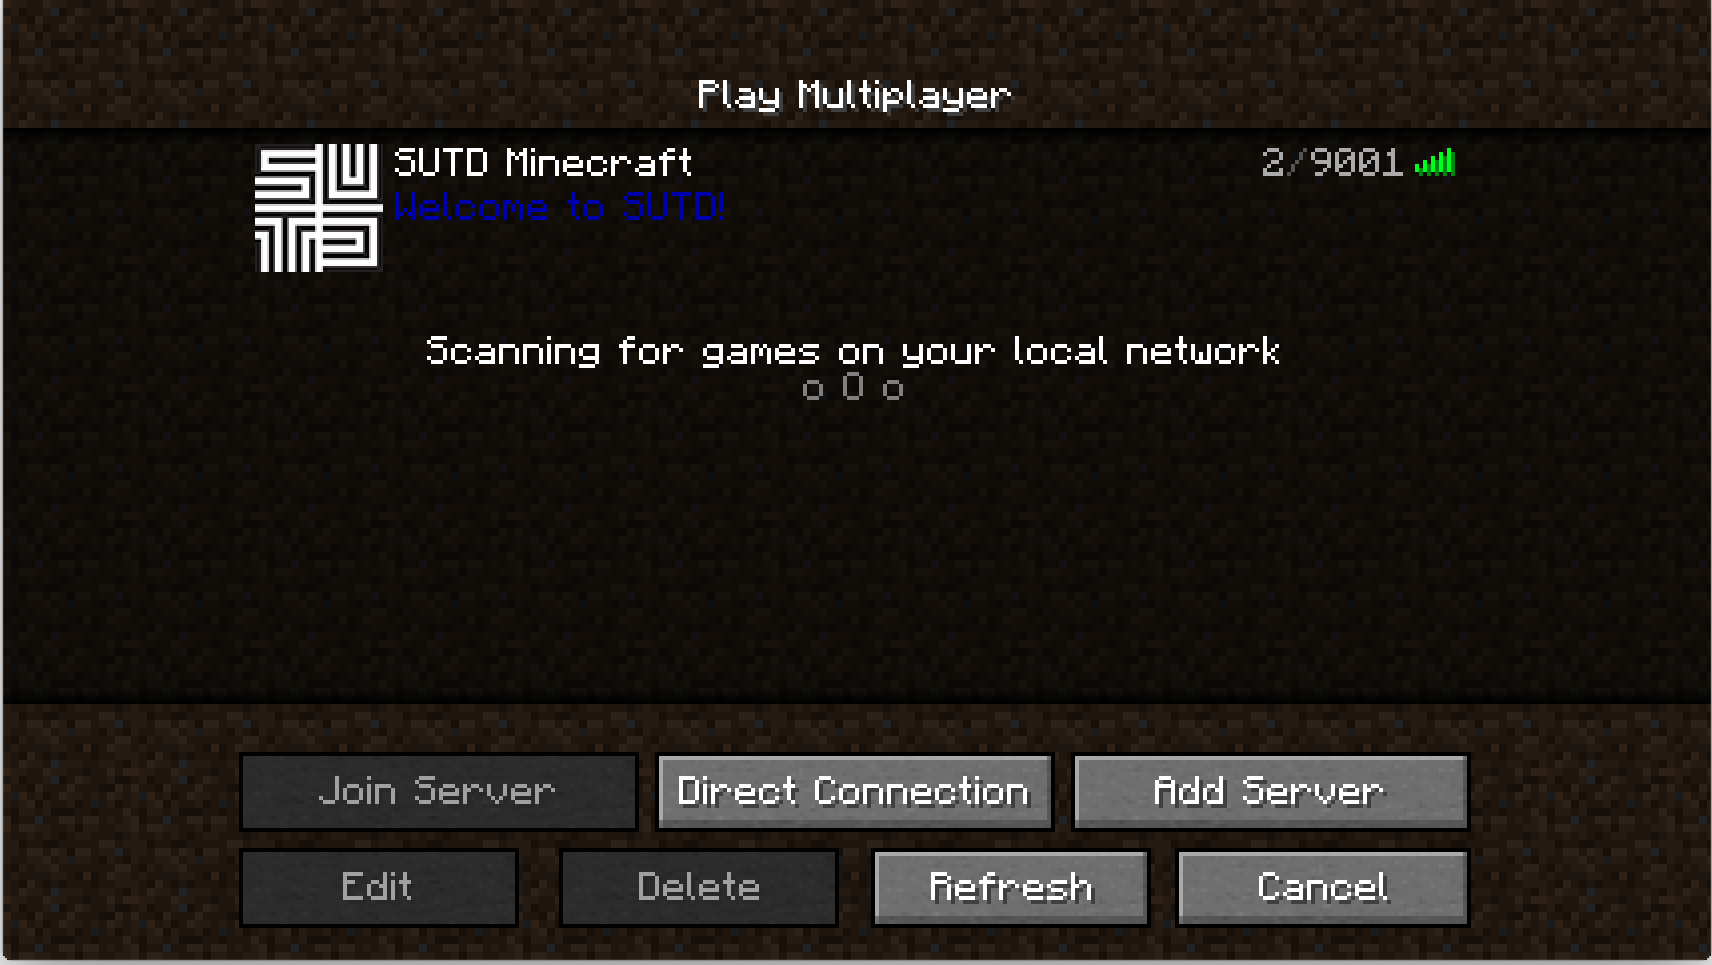 Play Multiplayer
SUTD Minecraft
2/9001
Welcome to SUTD!
Scanning for games on your local network
o O o
Join Server
Direct Connection
Add Server
Edit
Delete
Refresh
Cancel